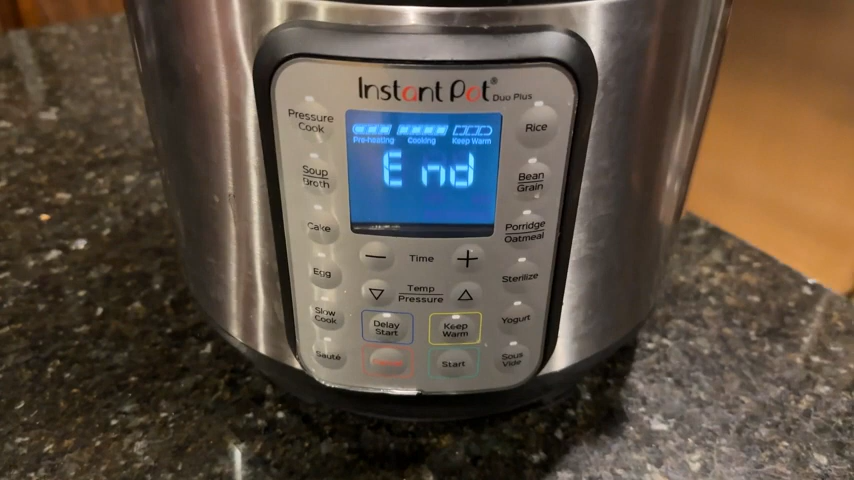 Instant Pot®
Duo Plus
Pressure
Cook
Soup
Broth
Cake
Egg
Slow
Cook
Sauté
Pre-heating Cooking Keep Warm
E nd
− Time +
Temp
Pressure
Delay
Start
Keep
Warm
Start
Rice
Bean
Grain
Porridge
Oatmeal
Sterilize
Yogurt
Sous
Vide